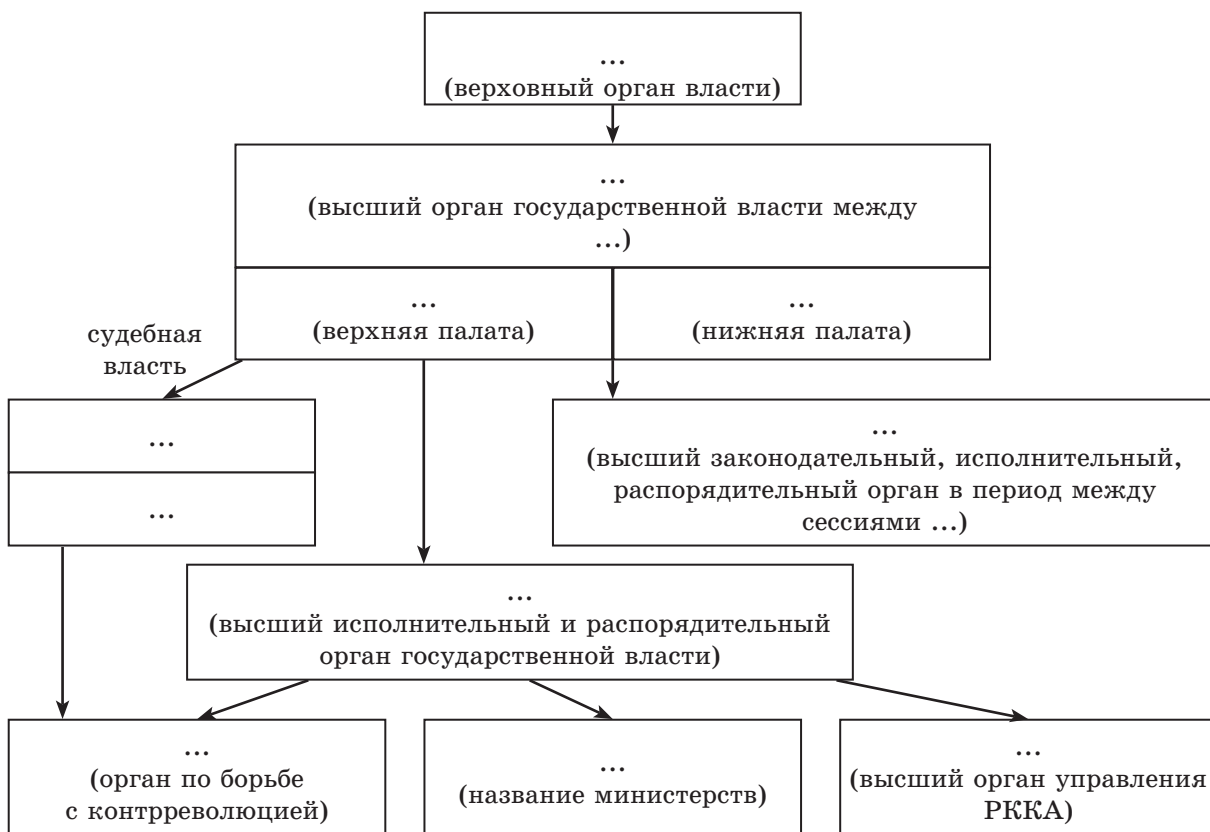 ...
(верховный орган власти)
...
(высший орган государственной власти между
...)
...
(верхняя палата)
...
(нижняя палата)
судебная
власть
...
...
...
(высший законодательный, исполнительный,
распорядительный орган в период между
сессиями ...)
...
(высший исполнительный и распорядительный
орган государственной власти)
...
(орган по борьбе
с контрреволюцией)
...
(название министерств)
...
(высший орган управления
РККА)